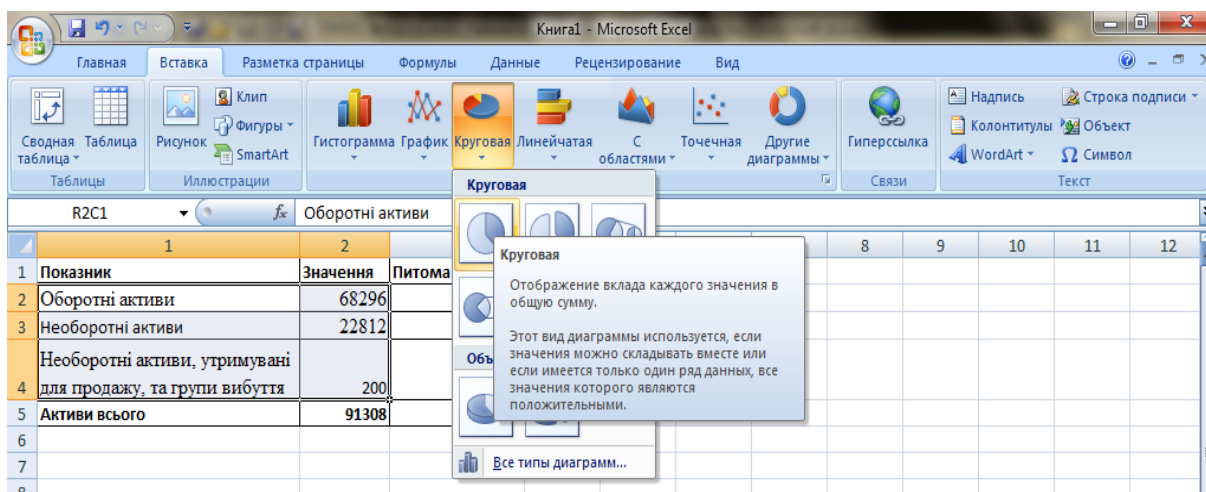 Книга1 - Microsoft Excel
Главная Вставка Разметка страницы Формулы Данные Рецензирование Вид
Сводная таблица
Таблица
Рисунок
Клип
Фигуры
SmartArt
Гистограмма График Круговая Линейчатая С областями Точечная Другие диаграммы
Гиперссылка
Надпись
Колонтитулы
WordArt
Строка подписи
Объект
Символ
Таблицы Иллюстрации Связи Текст
R2C1 fx Оборотні активи
Круговая
1 2 8 9 10 11 12
1 Показник Значення Питома
2 Оборотні активи 68296
3 Необоротні активи 22812
Необоротні активи, утримувані
4 для продажу, та групи вибуття 200
5 Активи всього 91308
6
7
Круговая
Отображение вклада каждого значения в
общую сумму.
Этот вид диаграммы используется, если
значения можно складывать вместе или
если имеется только один ряд данных, все
значения которого являются
положительными.
Все типы диаграмм...